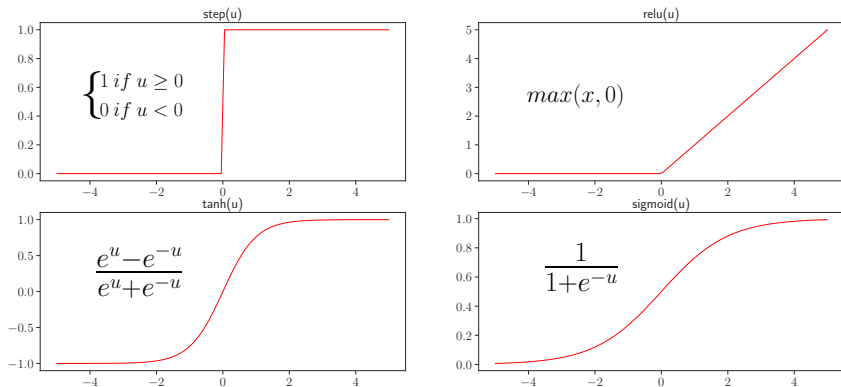 step(u)
1.0
0.8
0.6
0.4
0.2
0.0
{1 if u ≥ 0
0 if u < 0
−4 −2 0 2 4
relu(u)
5
4
3
2
1
0
max(x, 0)
−4 −2 0 2 4
tanh(u)
1.0
0.5
0.0
−0.5
−1.0
e^u−e^−u
e^u+e^−u
−4 −2 0 2 4
sigmoid(u)
1.0
0.8
0.6
0.4
0.2
0.0
1
1+e^−u
−4 −2 0 2 4